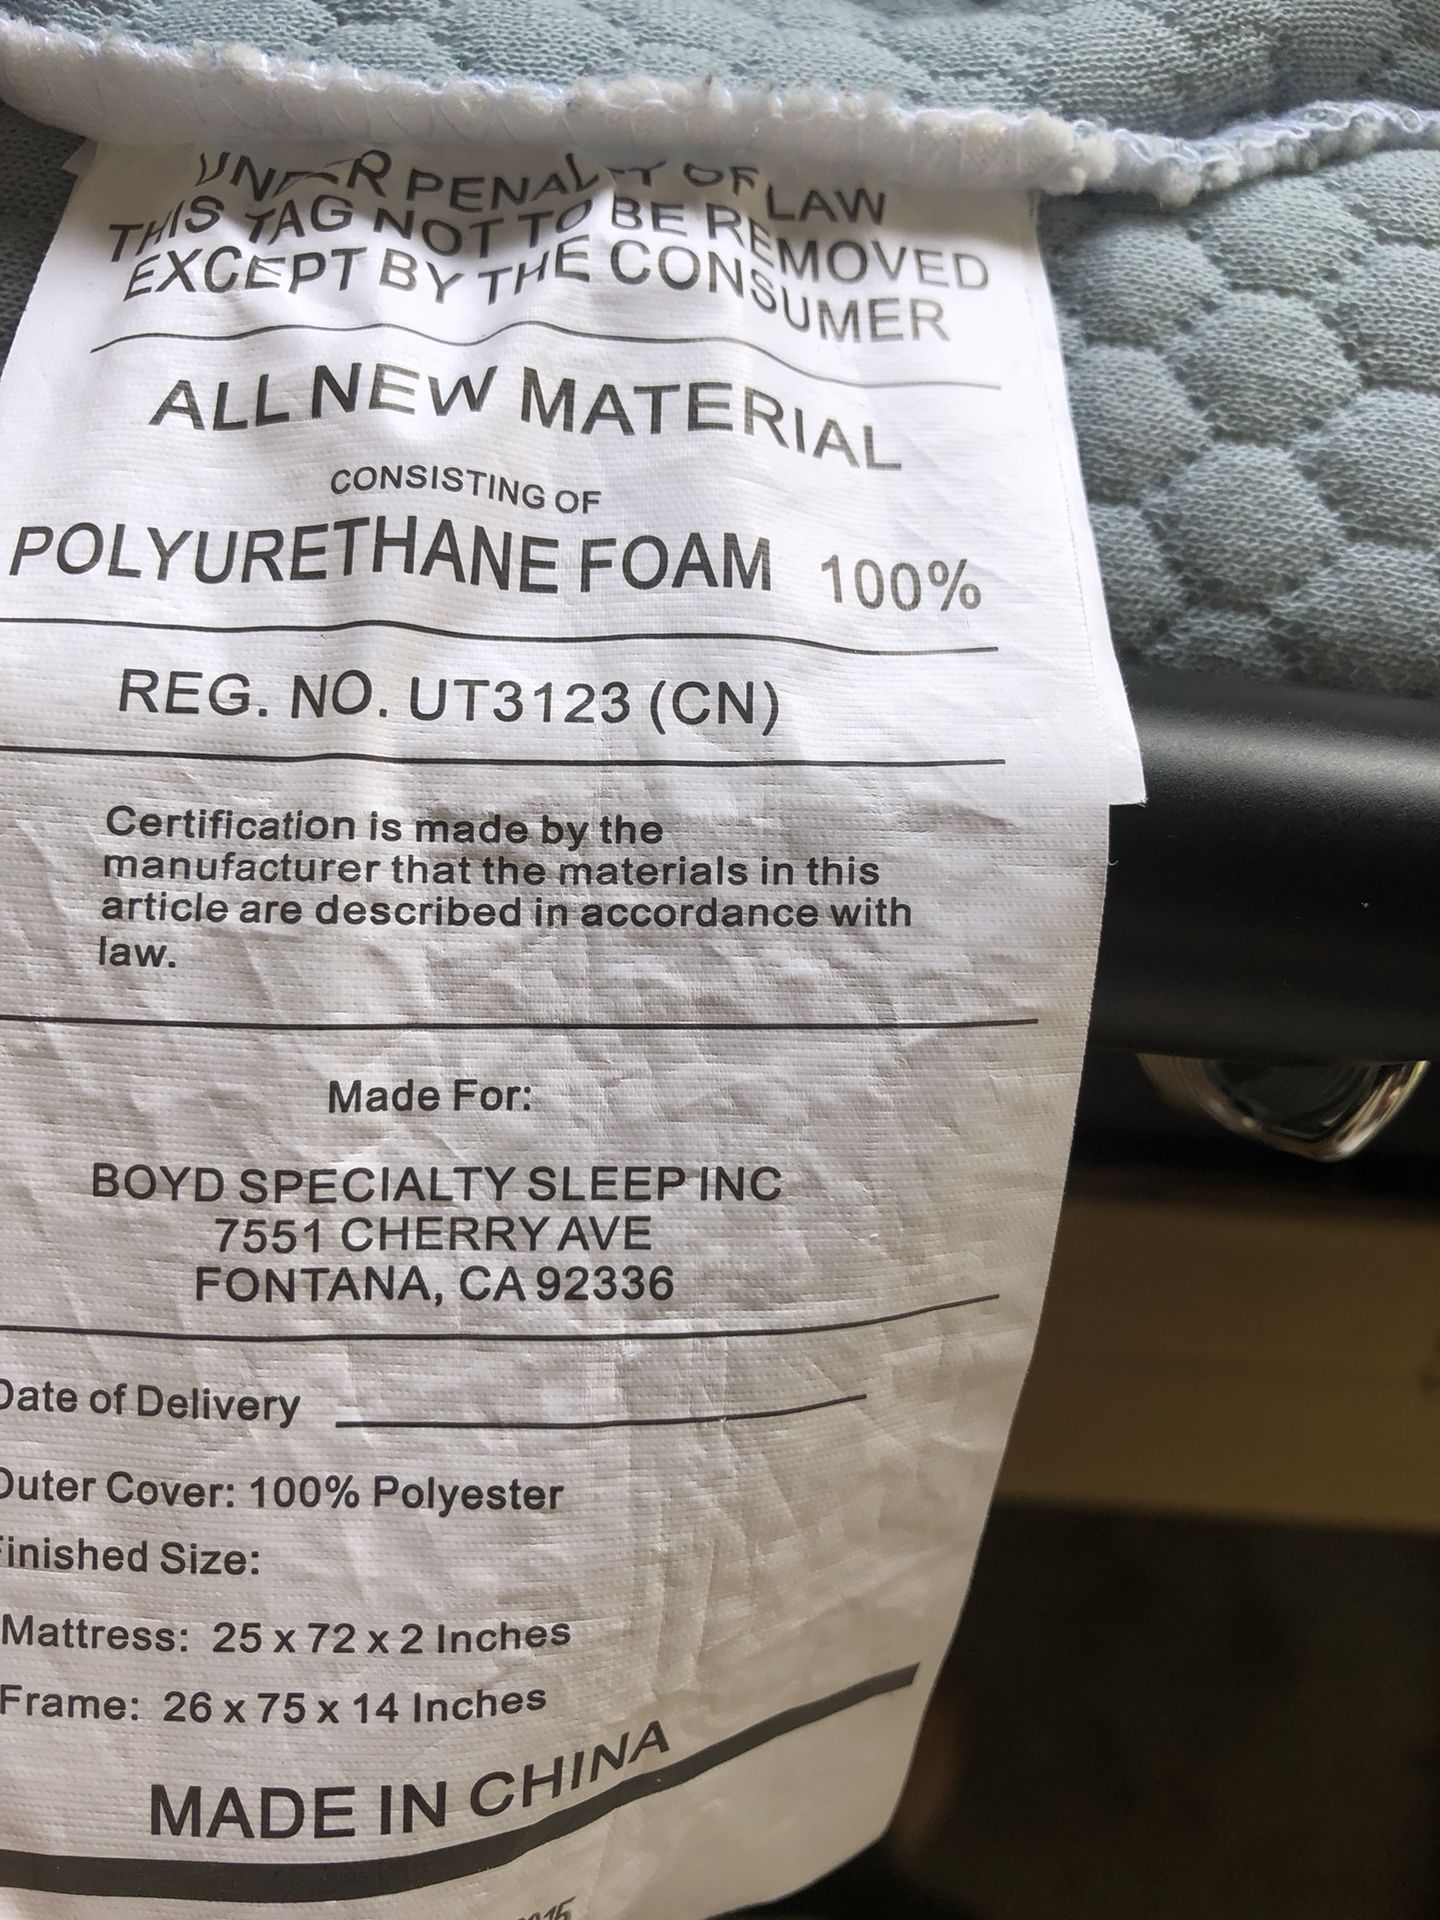 UNDER PENALTY OF LAW
THIS TAG NOT TO BE REMOVED
EXCEPT BY THE CONSUMER
ALL NEW MATERIAL
CONSISTING OF
POLYURETHANE FOAM 100%
REG. NO. UT3123 (CN)
Certification is made by the
manufacturer that the materials in this
article are described in accordance with
law.
Made For:
BOYD SPECIALTY SLEEP INC
7551 CHERRY AVE
FONTANA, CA 92336
Date of Delivery
Outer Cover: 100% Polyester
Finished Size:
Mattress: 25 x 72 x 2 Inches
Frame: 26 x 75 x 14 Inches
MADE IN CHINA